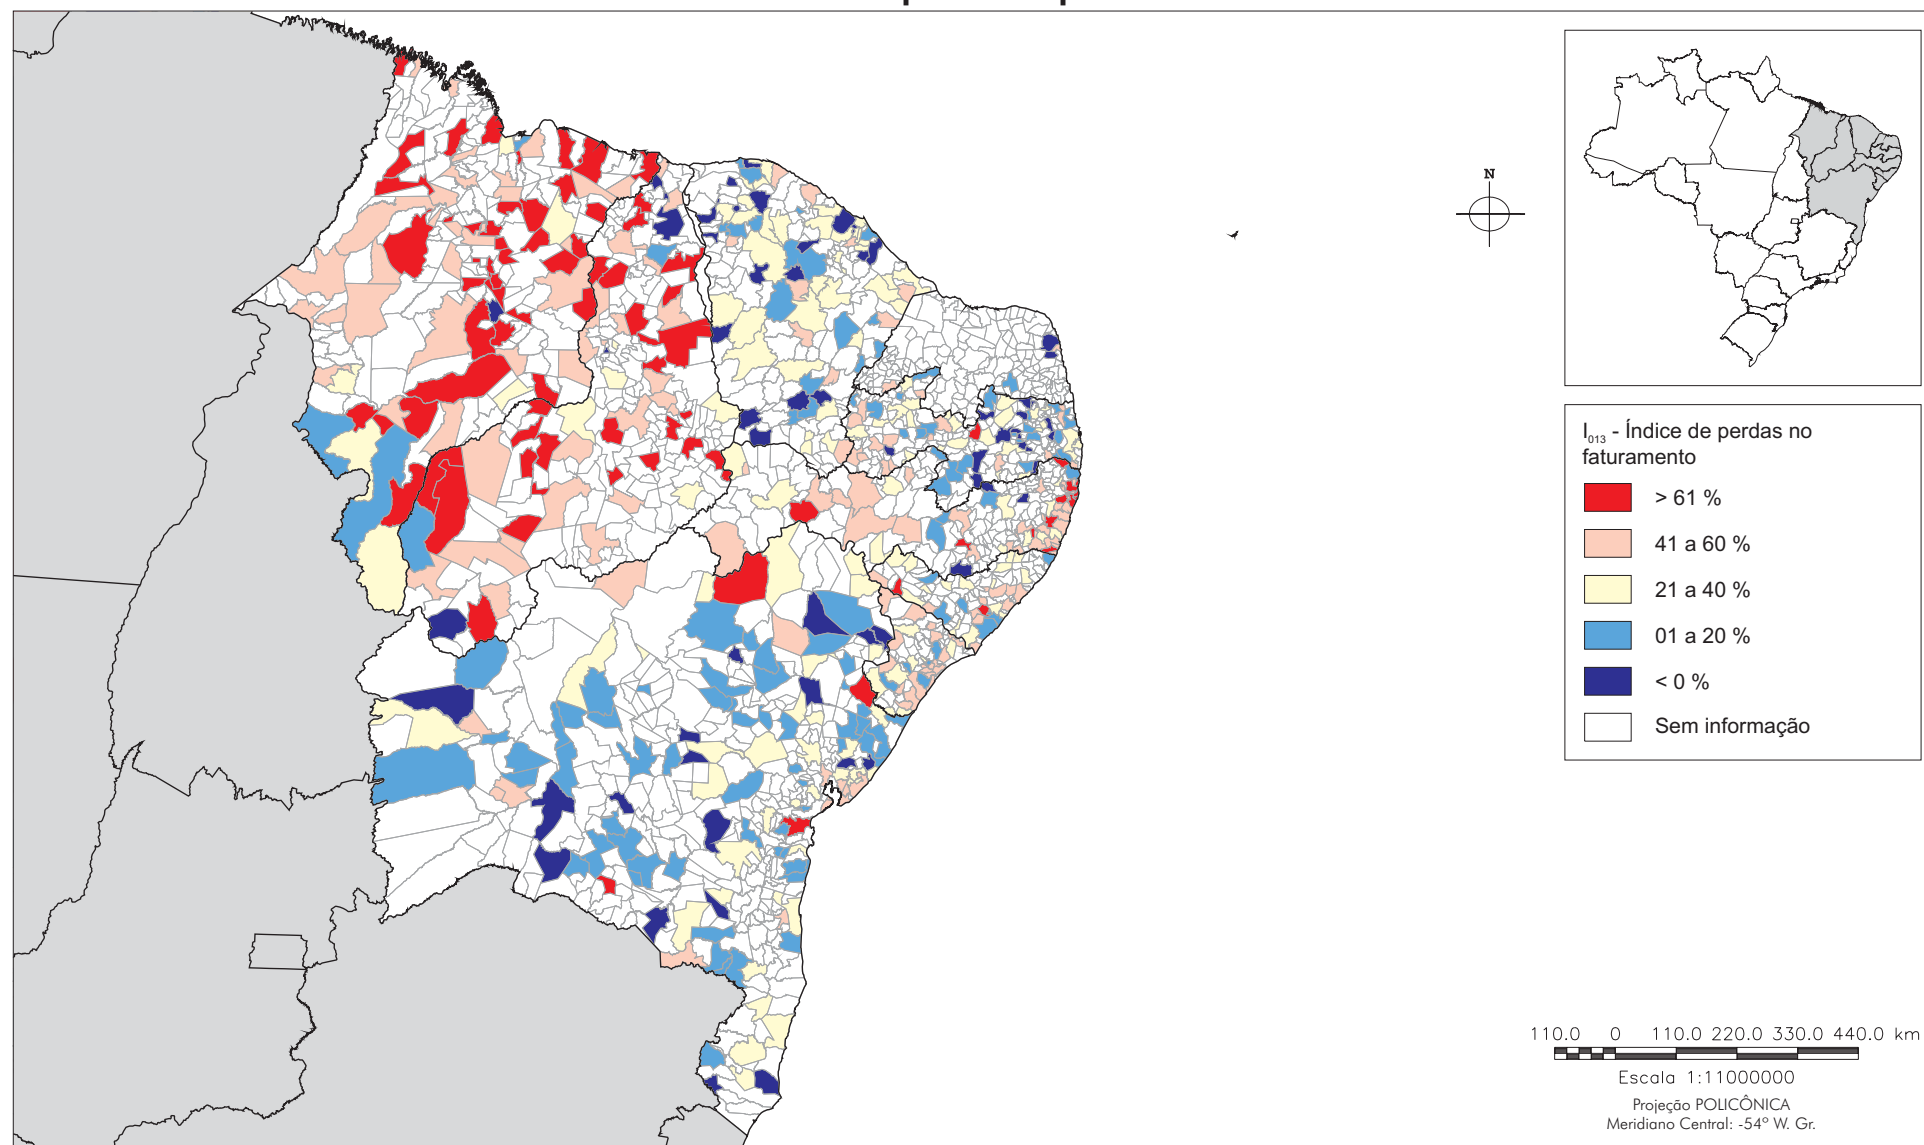 N
I013 - Índice de perdas no
faturamento
> 61 %
41 a 60 %
21 a 40 %
01 a 20 %
< 0 %
Sem informação
110.0 0 110.0 220.0 330.0 440.0 km
Escala 1:11000000
Projeção POLICÔNICA
Meridiano Central: -54º W. Gr.